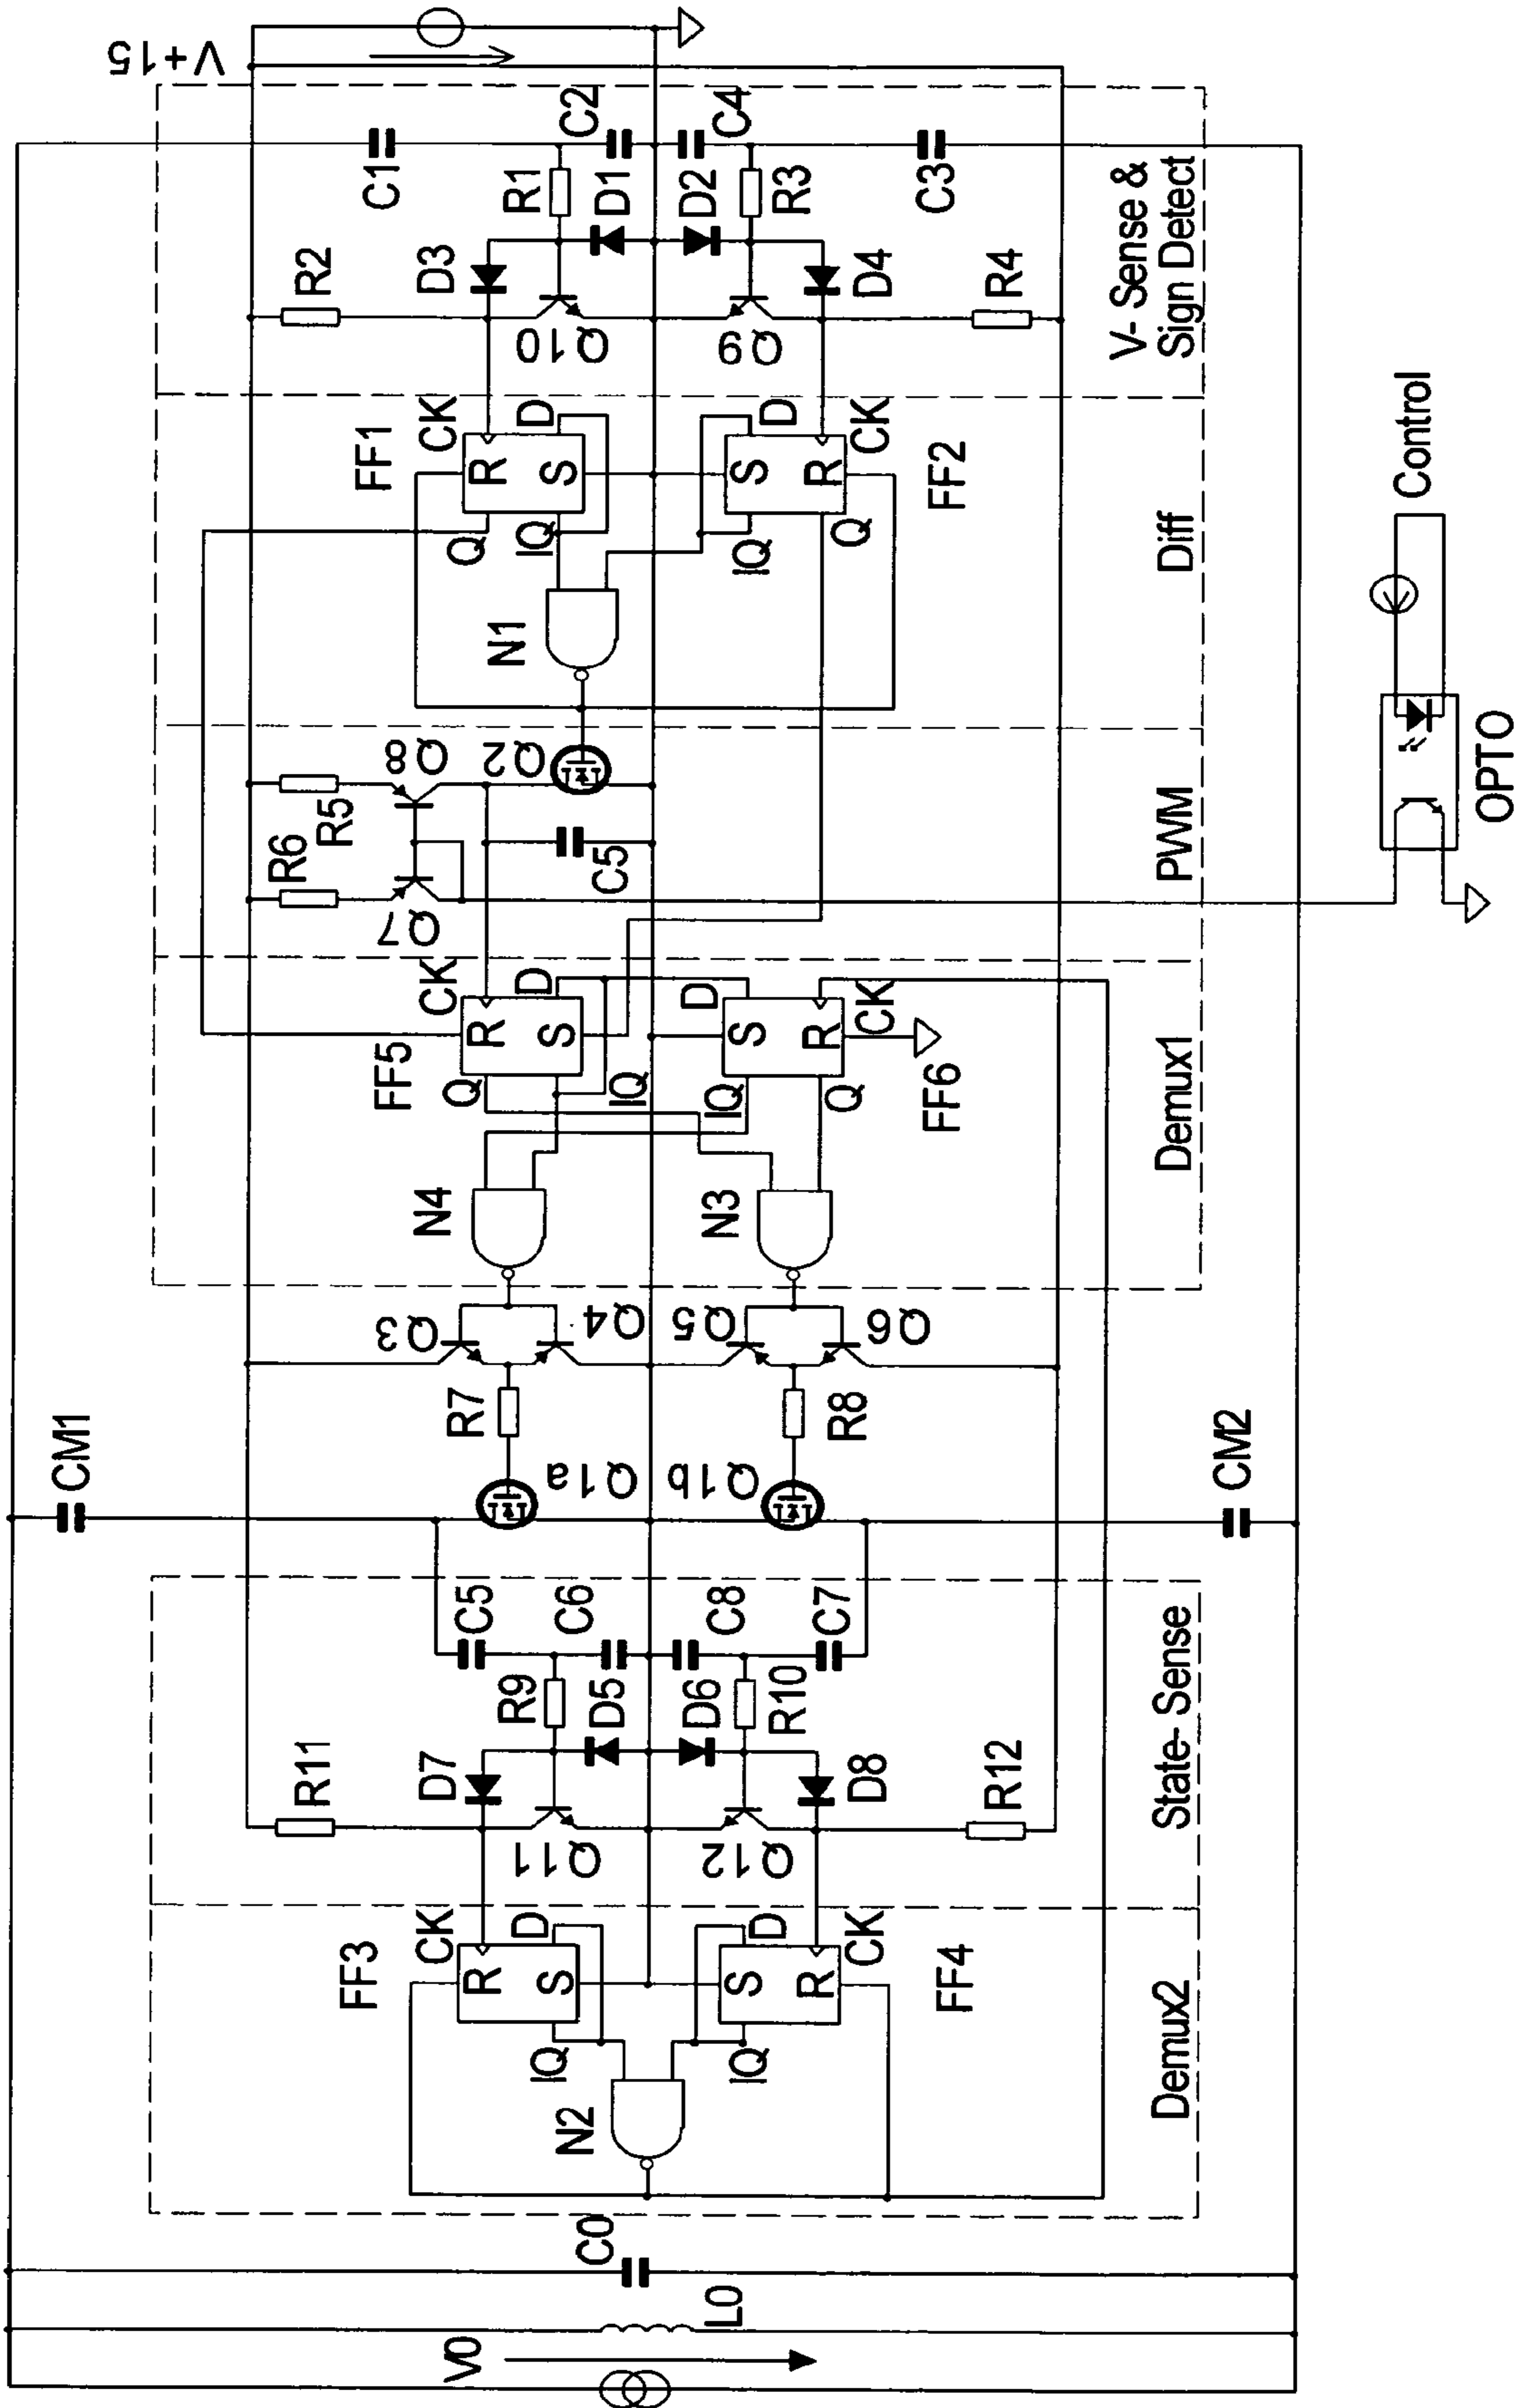 V+15
C1
C2
C4
C3
R1
D1
D2
R3
R2
D3
D4
R4
Q10
Q9
V- Sense &
Sign Detect
FF1
CK
R
D
S
Q
IQ
D
S
R
CK
IQ
Q
FF2
N1
Diff
Control
OPTO
R5
Q8
Q2
R6
Q7
C5
PWM
FF5
CK
R
D
S
Q
IQ
D
S
R
CK
IQ
Q
FF6
N4
N3
Demux1
Q3
Q4
Q5
Q6
R7
R8
CM1
Q1a
Q1b
CM2
C5
C6
C8
C7
R9
D5
D6
R10
R11
D7
D8
R12
Q11
Q12
State- Sense
FF3
CK
R
D
S
IQ
D
S
R
CK
IQ
FF4
N2
Demux2
C0
L0
V0